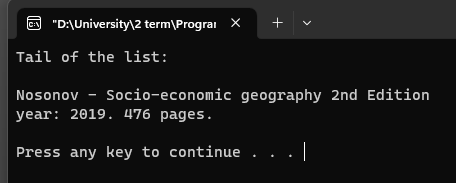 "D:\University\2 term\Program
Tail of the list:
Nosonov - Socio-economic geography 2nd Edition
year: 2019. 476 pages.
Press any key to continue . . .